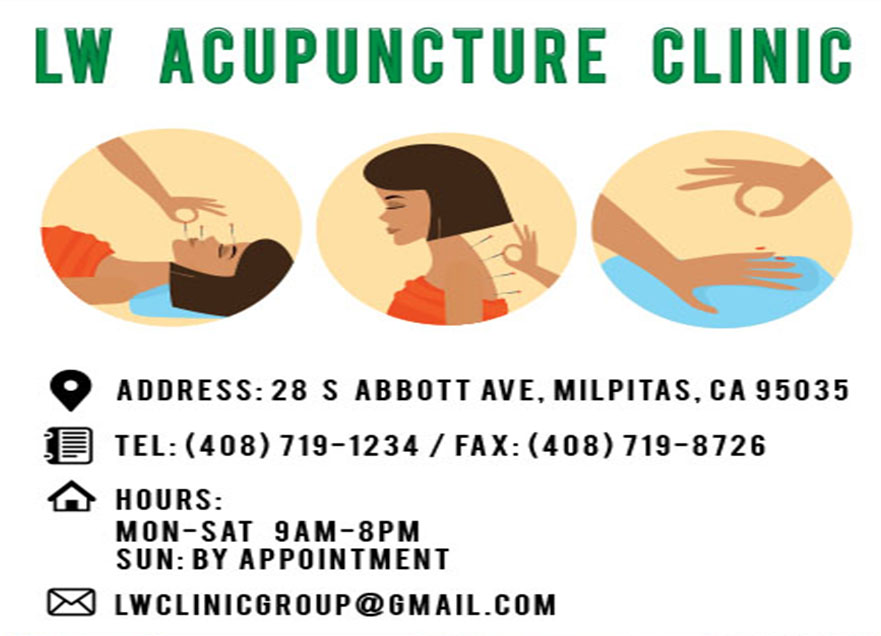 LW ACUPUNCTURE CLINIC
ADDRESS: 28 S ABBOTT AVE, MILPITAS, CA 95035
TEL: (408) 719-1234 / FAX: (408) 719-8726
HOURS:
MON-SAT 9AM-8PM
SUN: BY APPOINTMENT
LWCLINICGROUP@GMAIL.COM